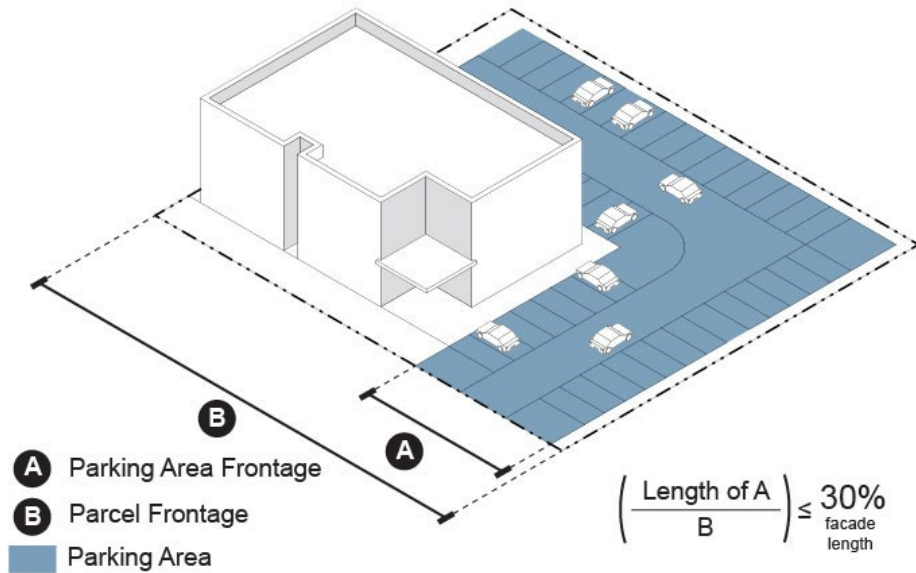 B
A
A Parking Area Frontage
B Parcel Frontage
Parking Area
( Length of A / B ) ≤ 30%
facade
length